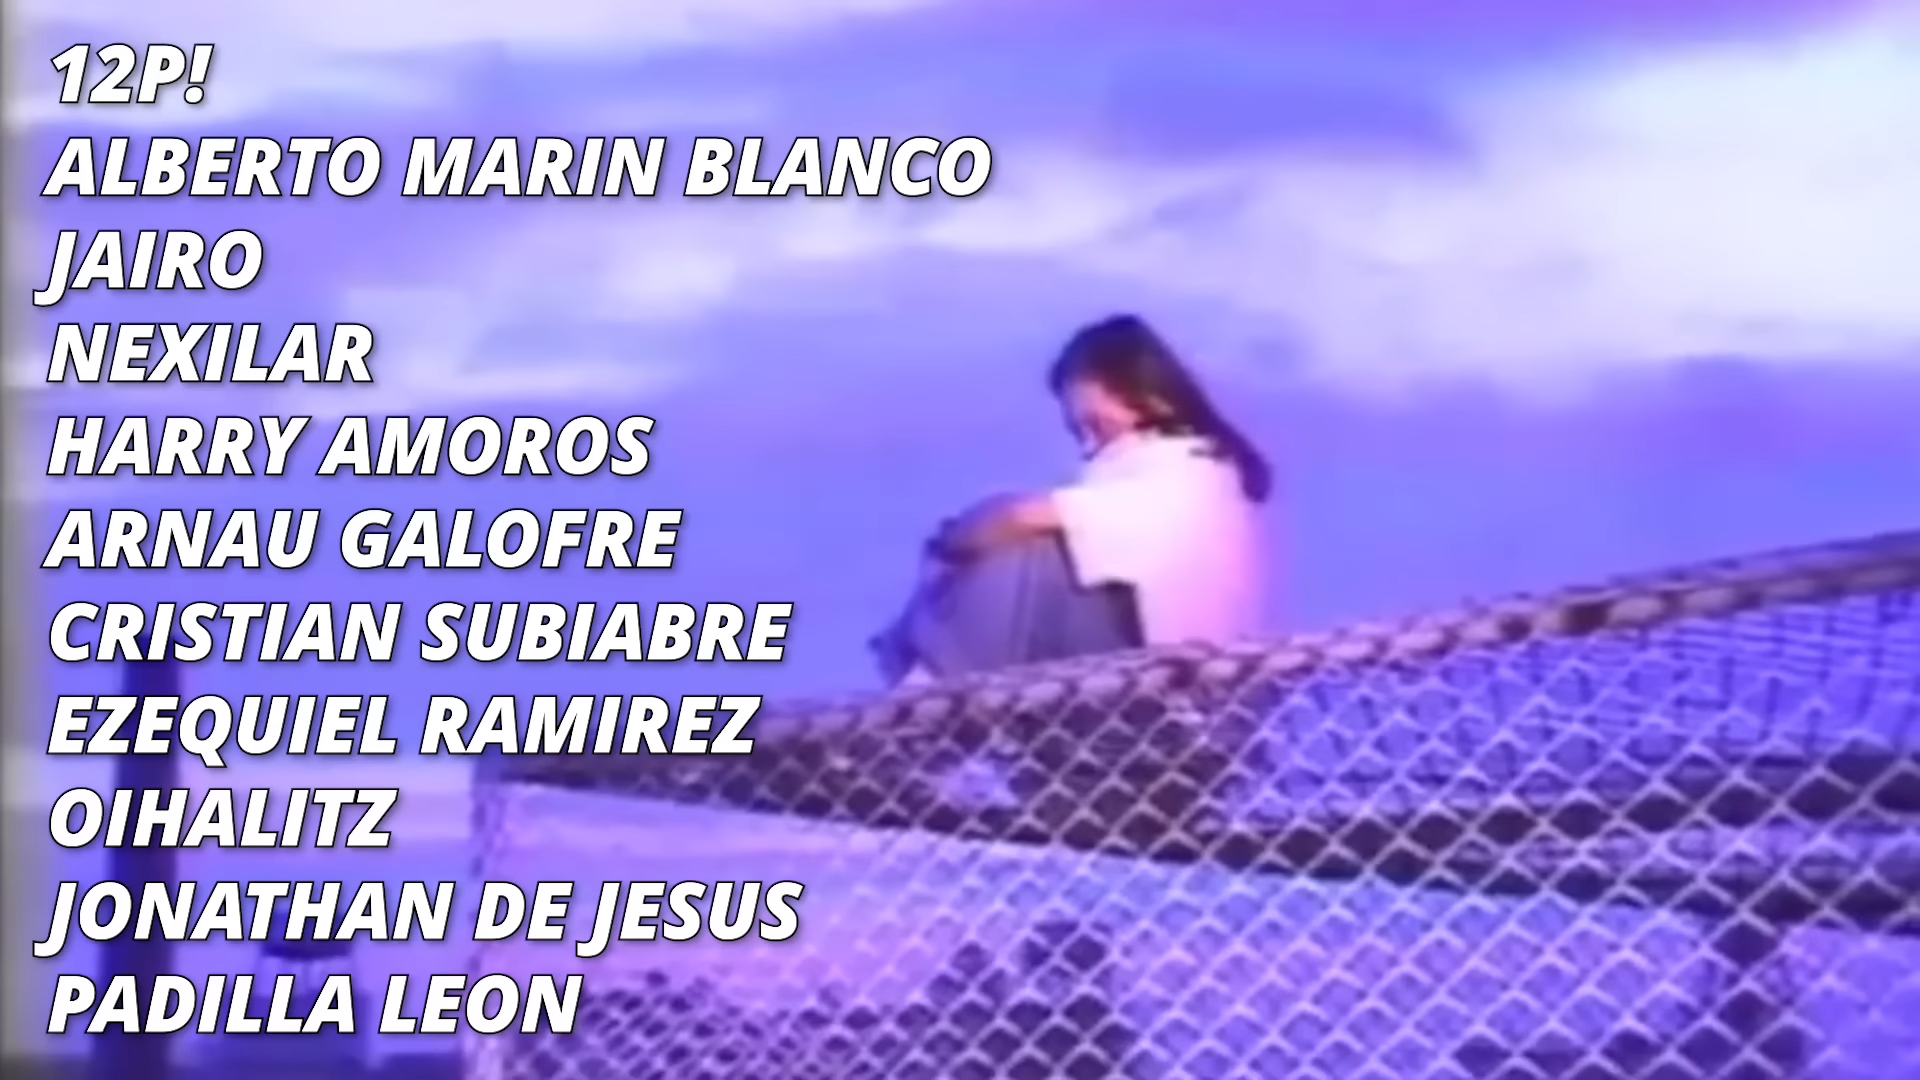 12P!
ALBERTO MARIN BLANCO
JAIRO
NEXILAR
HARRY AMOROS
ARNAU GALOFRE
CRISTIAN SUBIABRE
EZEQUIEL RAMIREZ
OIHALITZ
JONATHAN DE JESUS
PADILLA LEON